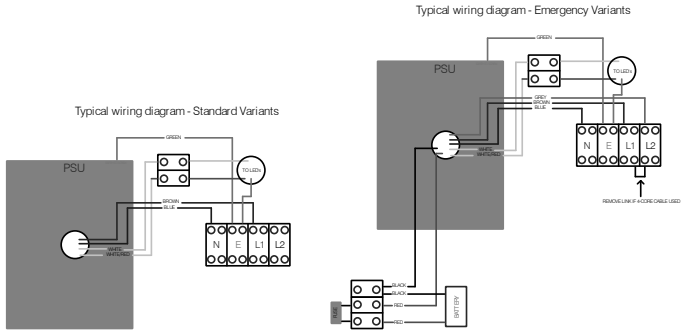 Typical wiring diagram - Emergency Variants
GREEN
PSU
TO LEDs
GREY
BROWN
BLUE
N E L1 L2
WHITE
WHITE/RED
REMOVE LINK IF 4-CORE CABLE USED
BLACK
BLACK
RED
RED
BATTERY
Typical wiring diagram - Standard Variants
GREEN
PSU
TO LEDs
BROWN
BLUE
N E L1 L2
WHITE
WHITE/RED